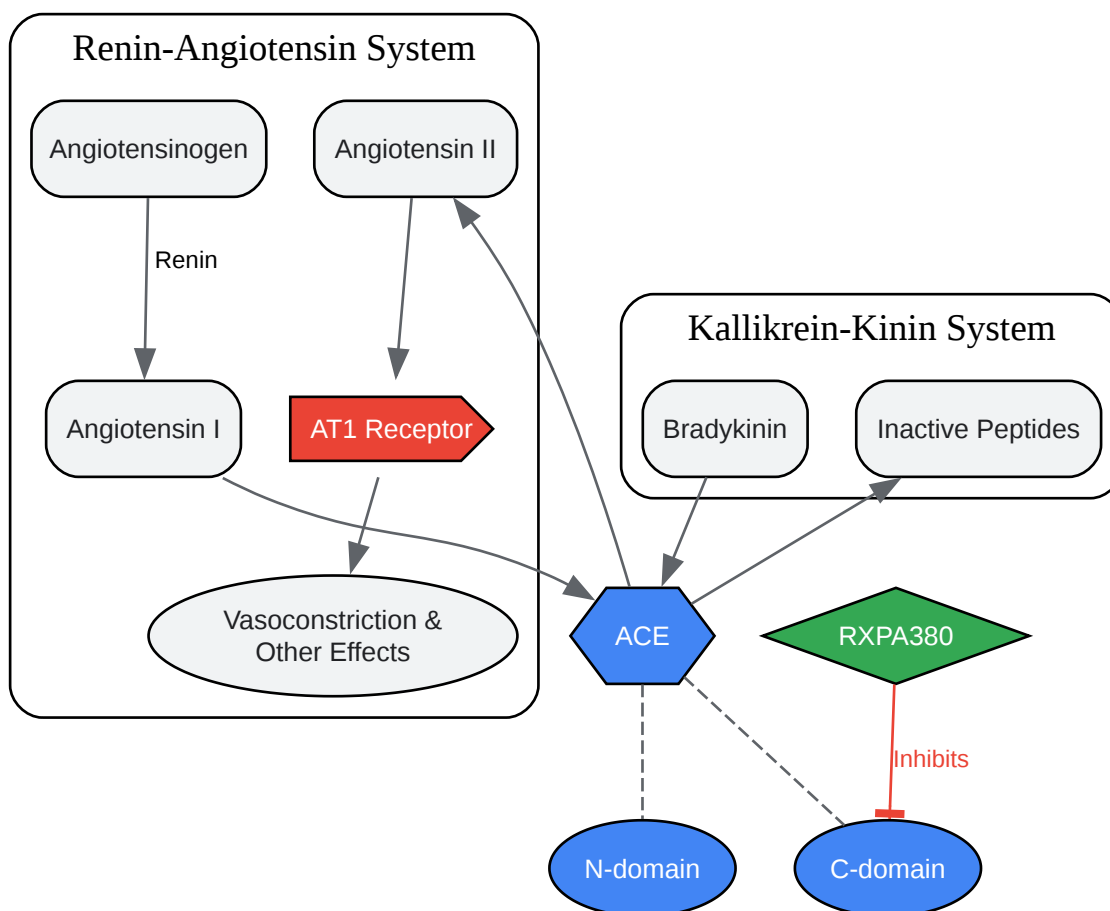 Renin-Angiotensin System
Angiotensinogen
Angiotensin II
Renin
Kallikrein-Kinin System
Angiotensin I
AT1 Receptor
Bradykinin
Inactive Peptides
Vasoconstriction &
Other Effects
ACE
RXPA380
Inhibits
N-domain
C-domain